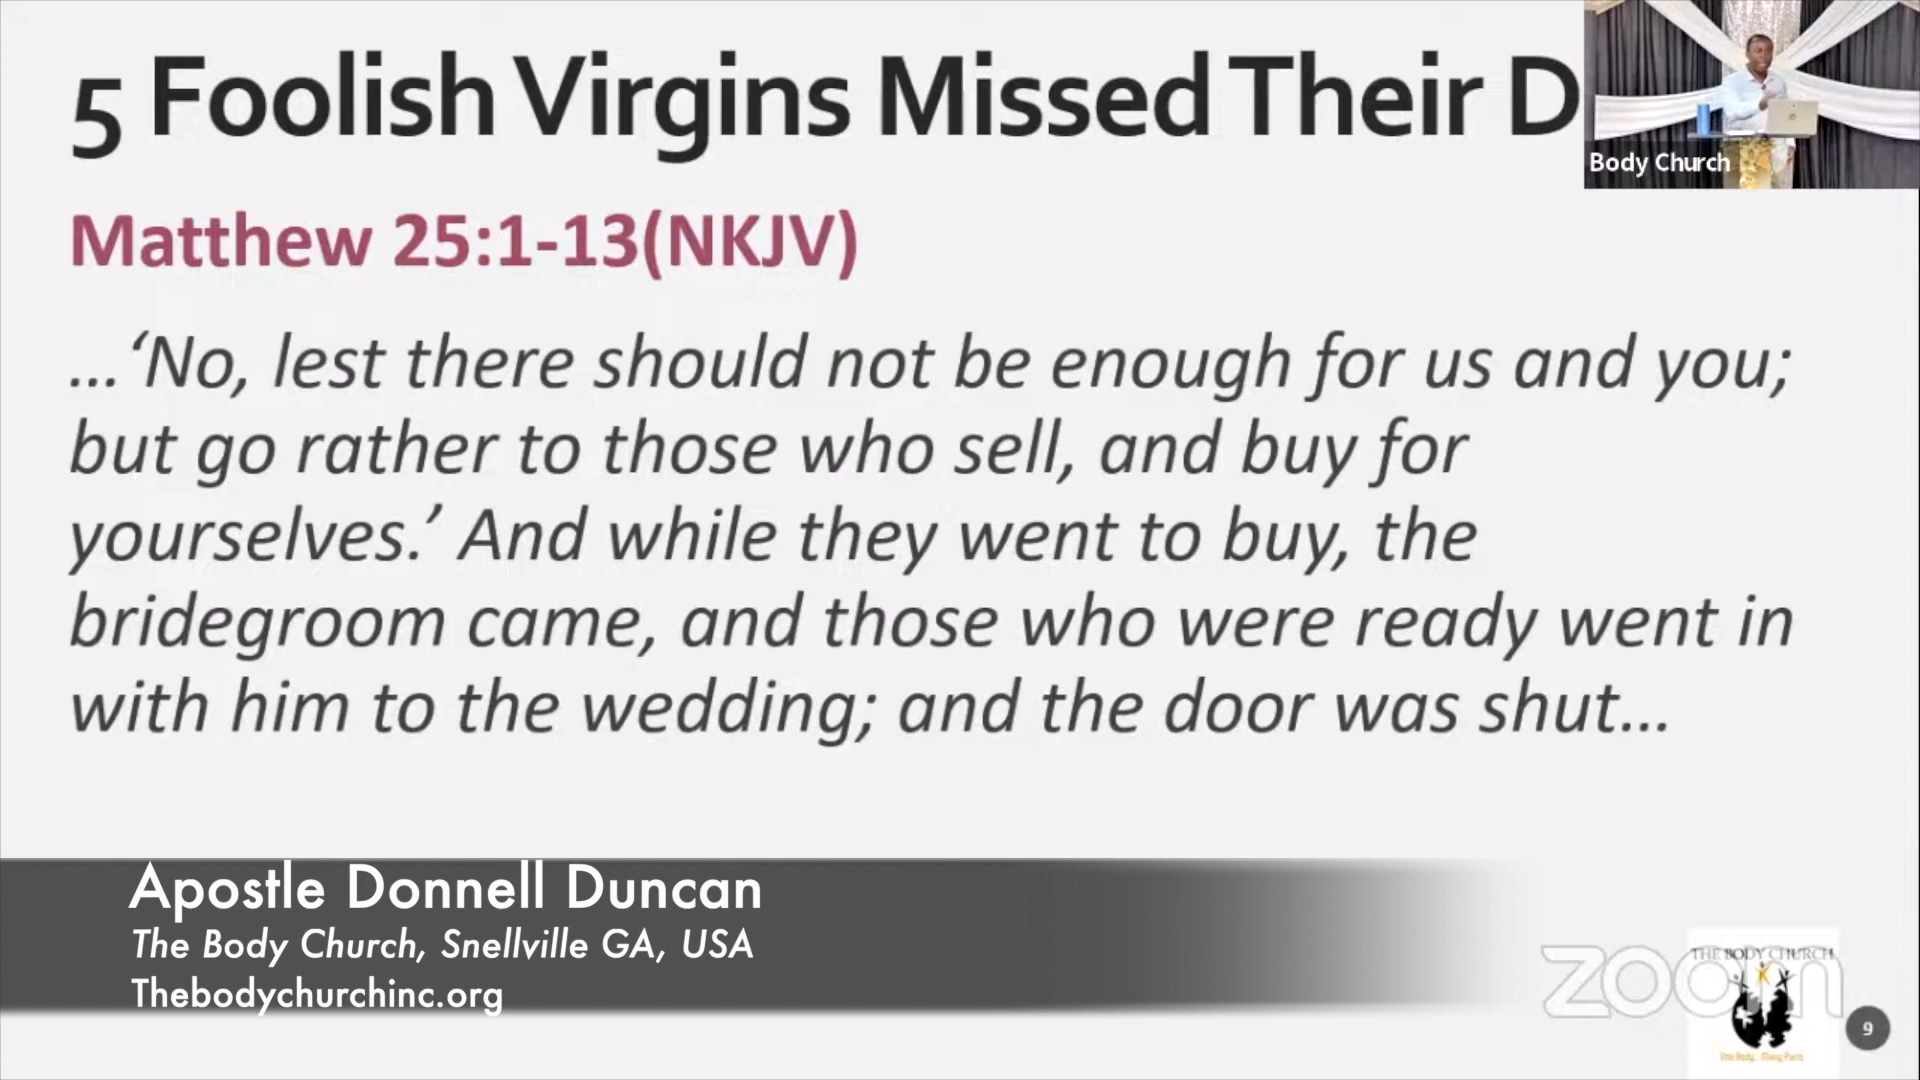 5 Foolish Virgins Missed Their D
Body Church
Matthew 25:1-13(NKJV)
...‘No, lest there should not be enough for us and you;
but go rather to those who sell, and buy for
yourselves.’ And while they went to buy, the
bridegroom came, and those who were ready went in
with him to the wedding; and the door was shut...
Apostle Donnell Duncan
The Body Church, Snellville GA, USA
Thebodychurchinc.org
THE BODY CHURCH
zoom
One Body . Many Parts
9